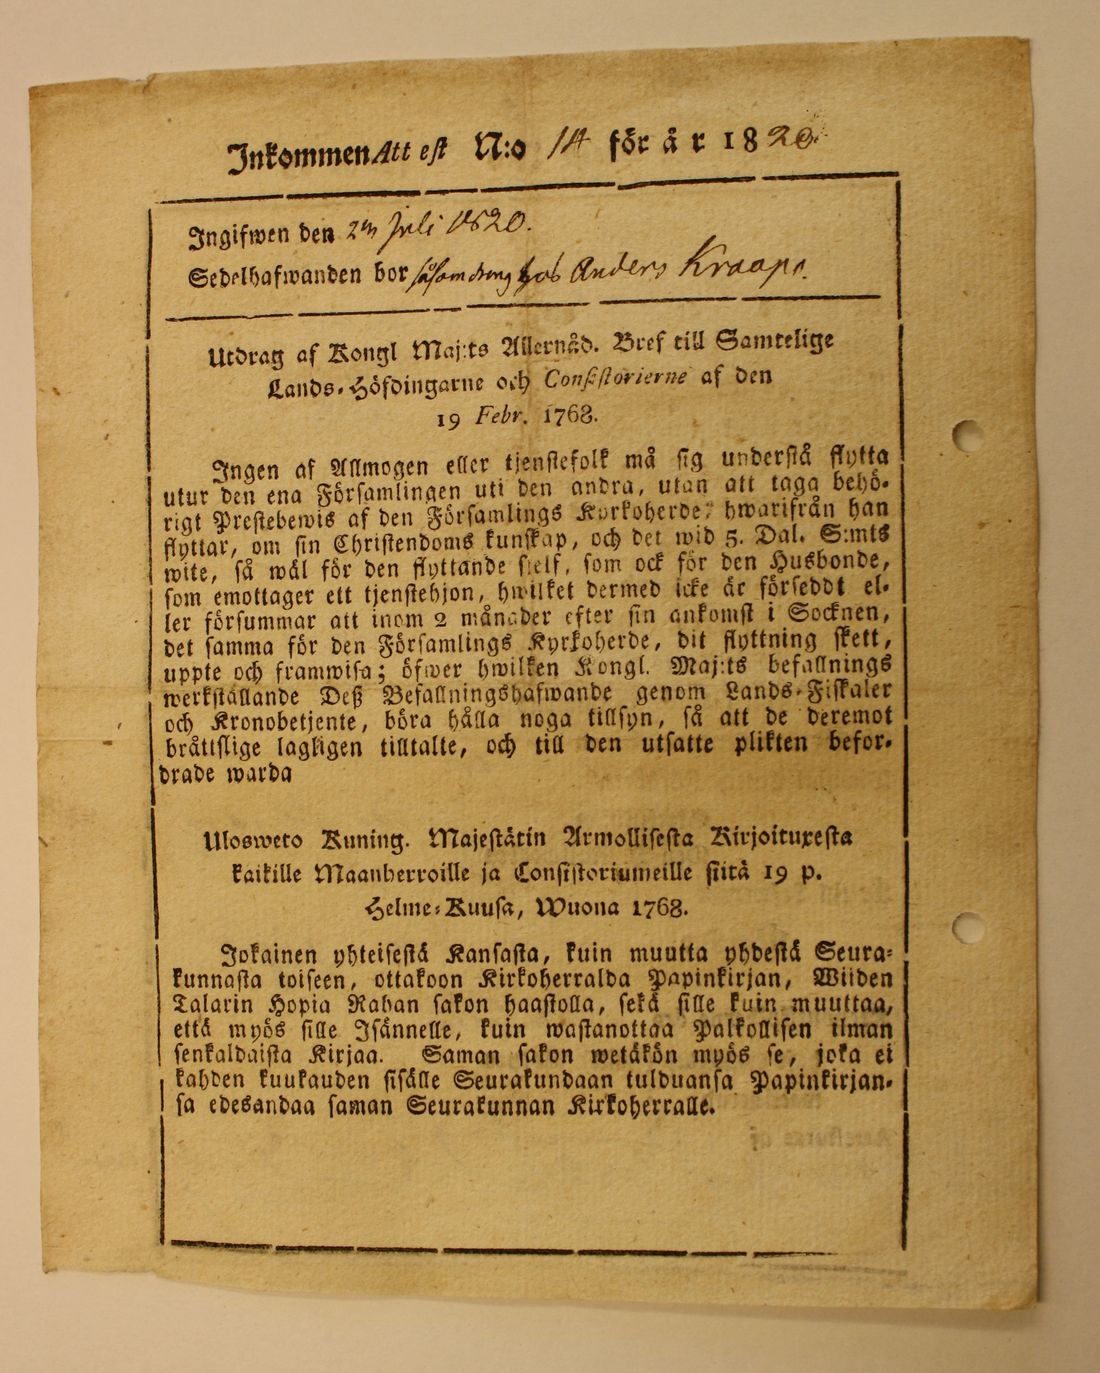 Inkommen Att est N:o 14 för år 1820.
Ingifwen den 2en Juli 1820.
Sedelhafwanden bor hos Anders Kraapo.
Utdrag af Kongl Maj:ts Allernåd. Bref till Samtelige
Lands-Höfdingarne och Consistorierne af den
19 Febr. 1768.
Ingen af Allmogen eller tjenstefolk må sig understå flytta
utur den ena Församlingen uti den andra, utan att taga behö-
rigt Prestebewis af den Församlings Kyrkoherde, hwarifrån han
flyttar, om sin Christendoms kunskap, och det wid 5. Dal. S:mts
wite, så wäl för den flyttande sielf, som ock för den Husbonde,
som emottager ett tjenstehjon, hwilket dermed icke är förseddt el-
ler försummar att inom 2 månader efter sin ankomst i Socknen,
det samma för den Församlings Kyrkoherde, dit flyttning skett,
uppte och framwisa; öfwer hwilken Kongl. Maj:ts befallnings
werkställande Deß Befallningshafwande genom Lands-Fiskaler
och Kronobetjente, böra hålla noga tillsyn, så att de deremot
bråttslige lagligen tilltalte, och till den utsatte plikten befor-
drade warda
Ulosweto Kuning. Majestätin Armollisesta Kirjoituxesta
kaikille Maanherroille ja Consistoriumeille siitä 19 p.
Helme-Kuusa, Wuona 1768.
Jokainen yhteisestä Kansasta, kuin muutta yhdestä Seura-
kunnasta toiseen, ottakoon Kirkoherralda Papinkirjan, Wiiden
Talarin Hopia Rahan sakon haastolla, sekä sille kuin muuttaa,
että myös sille Isännelle, kuin wastanottaa Palkollisen ilman
senkaldaista Kirjaa. Saman sakon wetäkön myös se, joka ei
kahden kuukauden sisälle Seurakundaan tulduansa Papinkirjan-
sa edesandaa saman Seurakunnan Kirkoherralle.